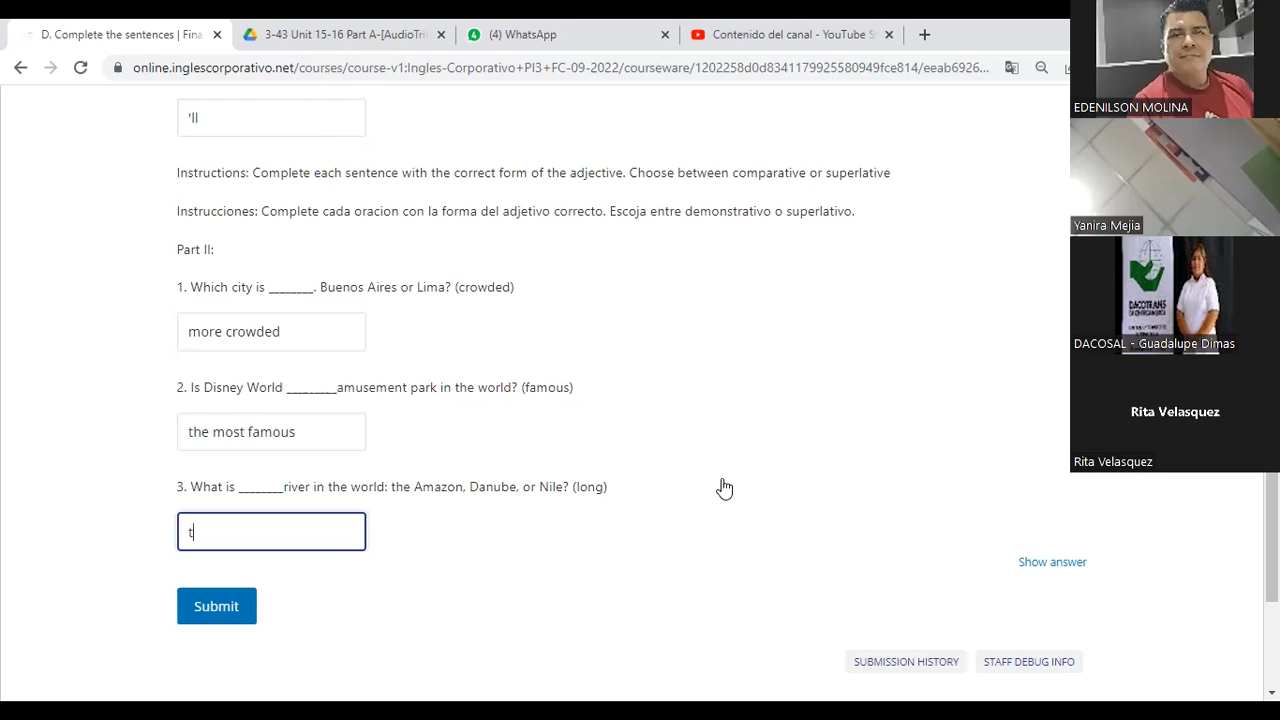 D. Complete the sentences | Fina
3-43 Unit 15-16 Part A-[AudioTri
(4) WhatsApp
Contenido del canal - YouTube S
online.inglescorporativo.net/courses/course-v1:Ingles-Corporativo+PI3+FC-09-2022/courseware/1202258d0d8341179925580949fce814/eeab6926...
'll
Instructions: Complete each sentence with the correct form of the adjective. Choose between comparative or superlative
Instrucciones: Complete cada oracion con la forma del adjetivo correcto. Escoja entre demonstrativo o superlativo.
Part II:
1. Which city is ________. Buenos Aires or Lima? (crowded)
more crowded
2. Is Disney World _________amusement park in the world? (famous)
the most famous
3. What is ________river in the world: the Amazon, Danube, or Nile? (long)
t
Show answer
Submit
SUBMISSION HISTORY
STAFF DEBUG INFO
EDENILSON MOLINA
Yanira Mejia
DACOTRANS
DACOSAL - Guadalupe Dimas
Rita Velasquez
Rita Velasquez